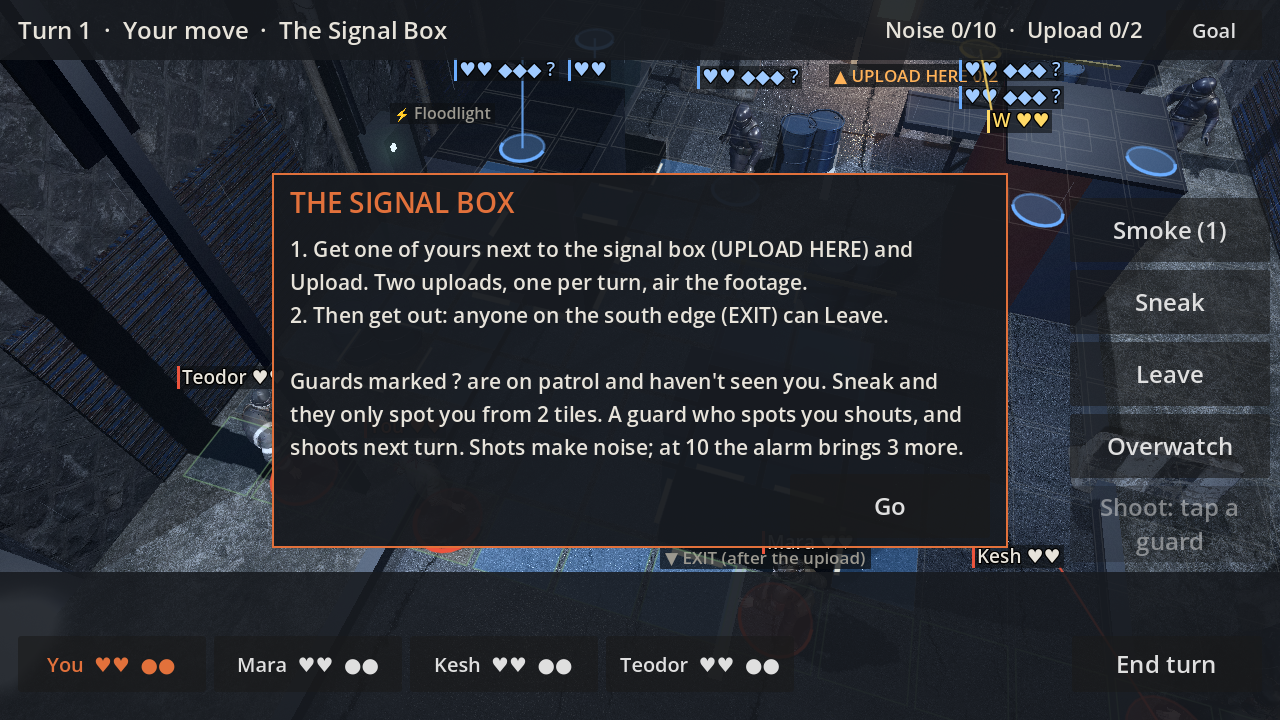 Turn 1 · Your move · The Signal Box
Noise 0/10 · Upload 0/2
Goal
♥♥ ◆◆◆ ?
♥♥
♥♥ ◆◆◆ ?
▲ UPLOAD HERE
♥♥ ◆◆◆ ?
♥♥ ◆◆◆ ?
W ♥♥
⚡ Floodlight
THE SIGNAL BOX
1. Get one of yours next to the signal box (UPLOAD HERE) and
Upload. Two uploads, one per turn, air the footage.
2. Then get out: anyone on the south edge (EXIT) can Leave.
Guards marked ? are on patrol and haven't seen you. Sneak and
they only spot you from 2 tiles. A guard who spots you shouts, and
shoots next turn. Shots make noise; at 10 the alarm brings 3 more.
Go
Smoke (1)
Sneak
Leave
Overwatch
Shoot: tap a
guard
Teodor ♥♥
Mara ♥♥
▼ EXIT (after the upload)
Kesh ♥♥
You ♥♥ ●●
Mara ♥♥ ●●
Kesh ♥♥ ●●
Teodor ♥♥ ●●
End turn